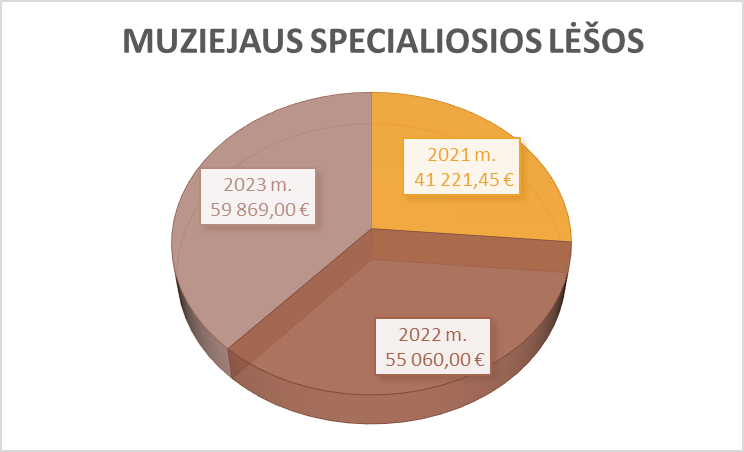 MUZIEJAUS SPECIALIOSIOS LĖŠOS
2021 m.
41 221,45 €
2023 m.
59 869,00 €
2022 m.
55 060,00 €